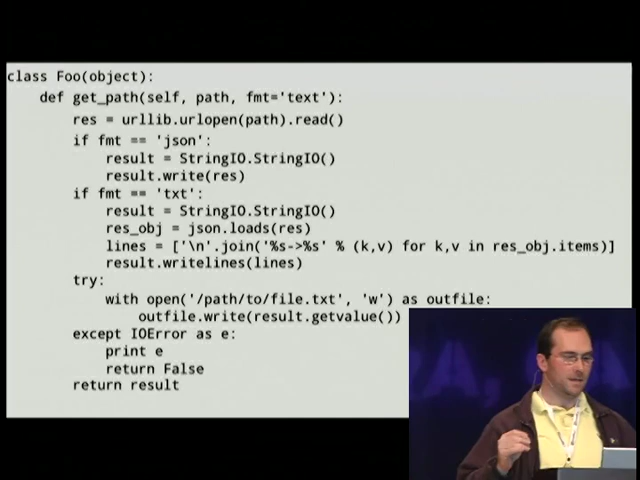 class Foo(object):
def get_path(self, path, fmt='text'):
res = urllib.urlopen(path).read()
if fmt == 'json':
result = StringIO.StringIO()
result.write(res)
if fmt == 'txt':
result = StringIO.StringIO()
res_obj = json.loads(res)
lines = ['\n'.join('%s->%s' % (k,v) for k,v in res_obj.items)]
result.writelines(lines)
try:
with open('/path/to/file.txt', 'w') as outfile:
outfile.write(result.getvalue())
except IOError as e:
print e
return False
return result